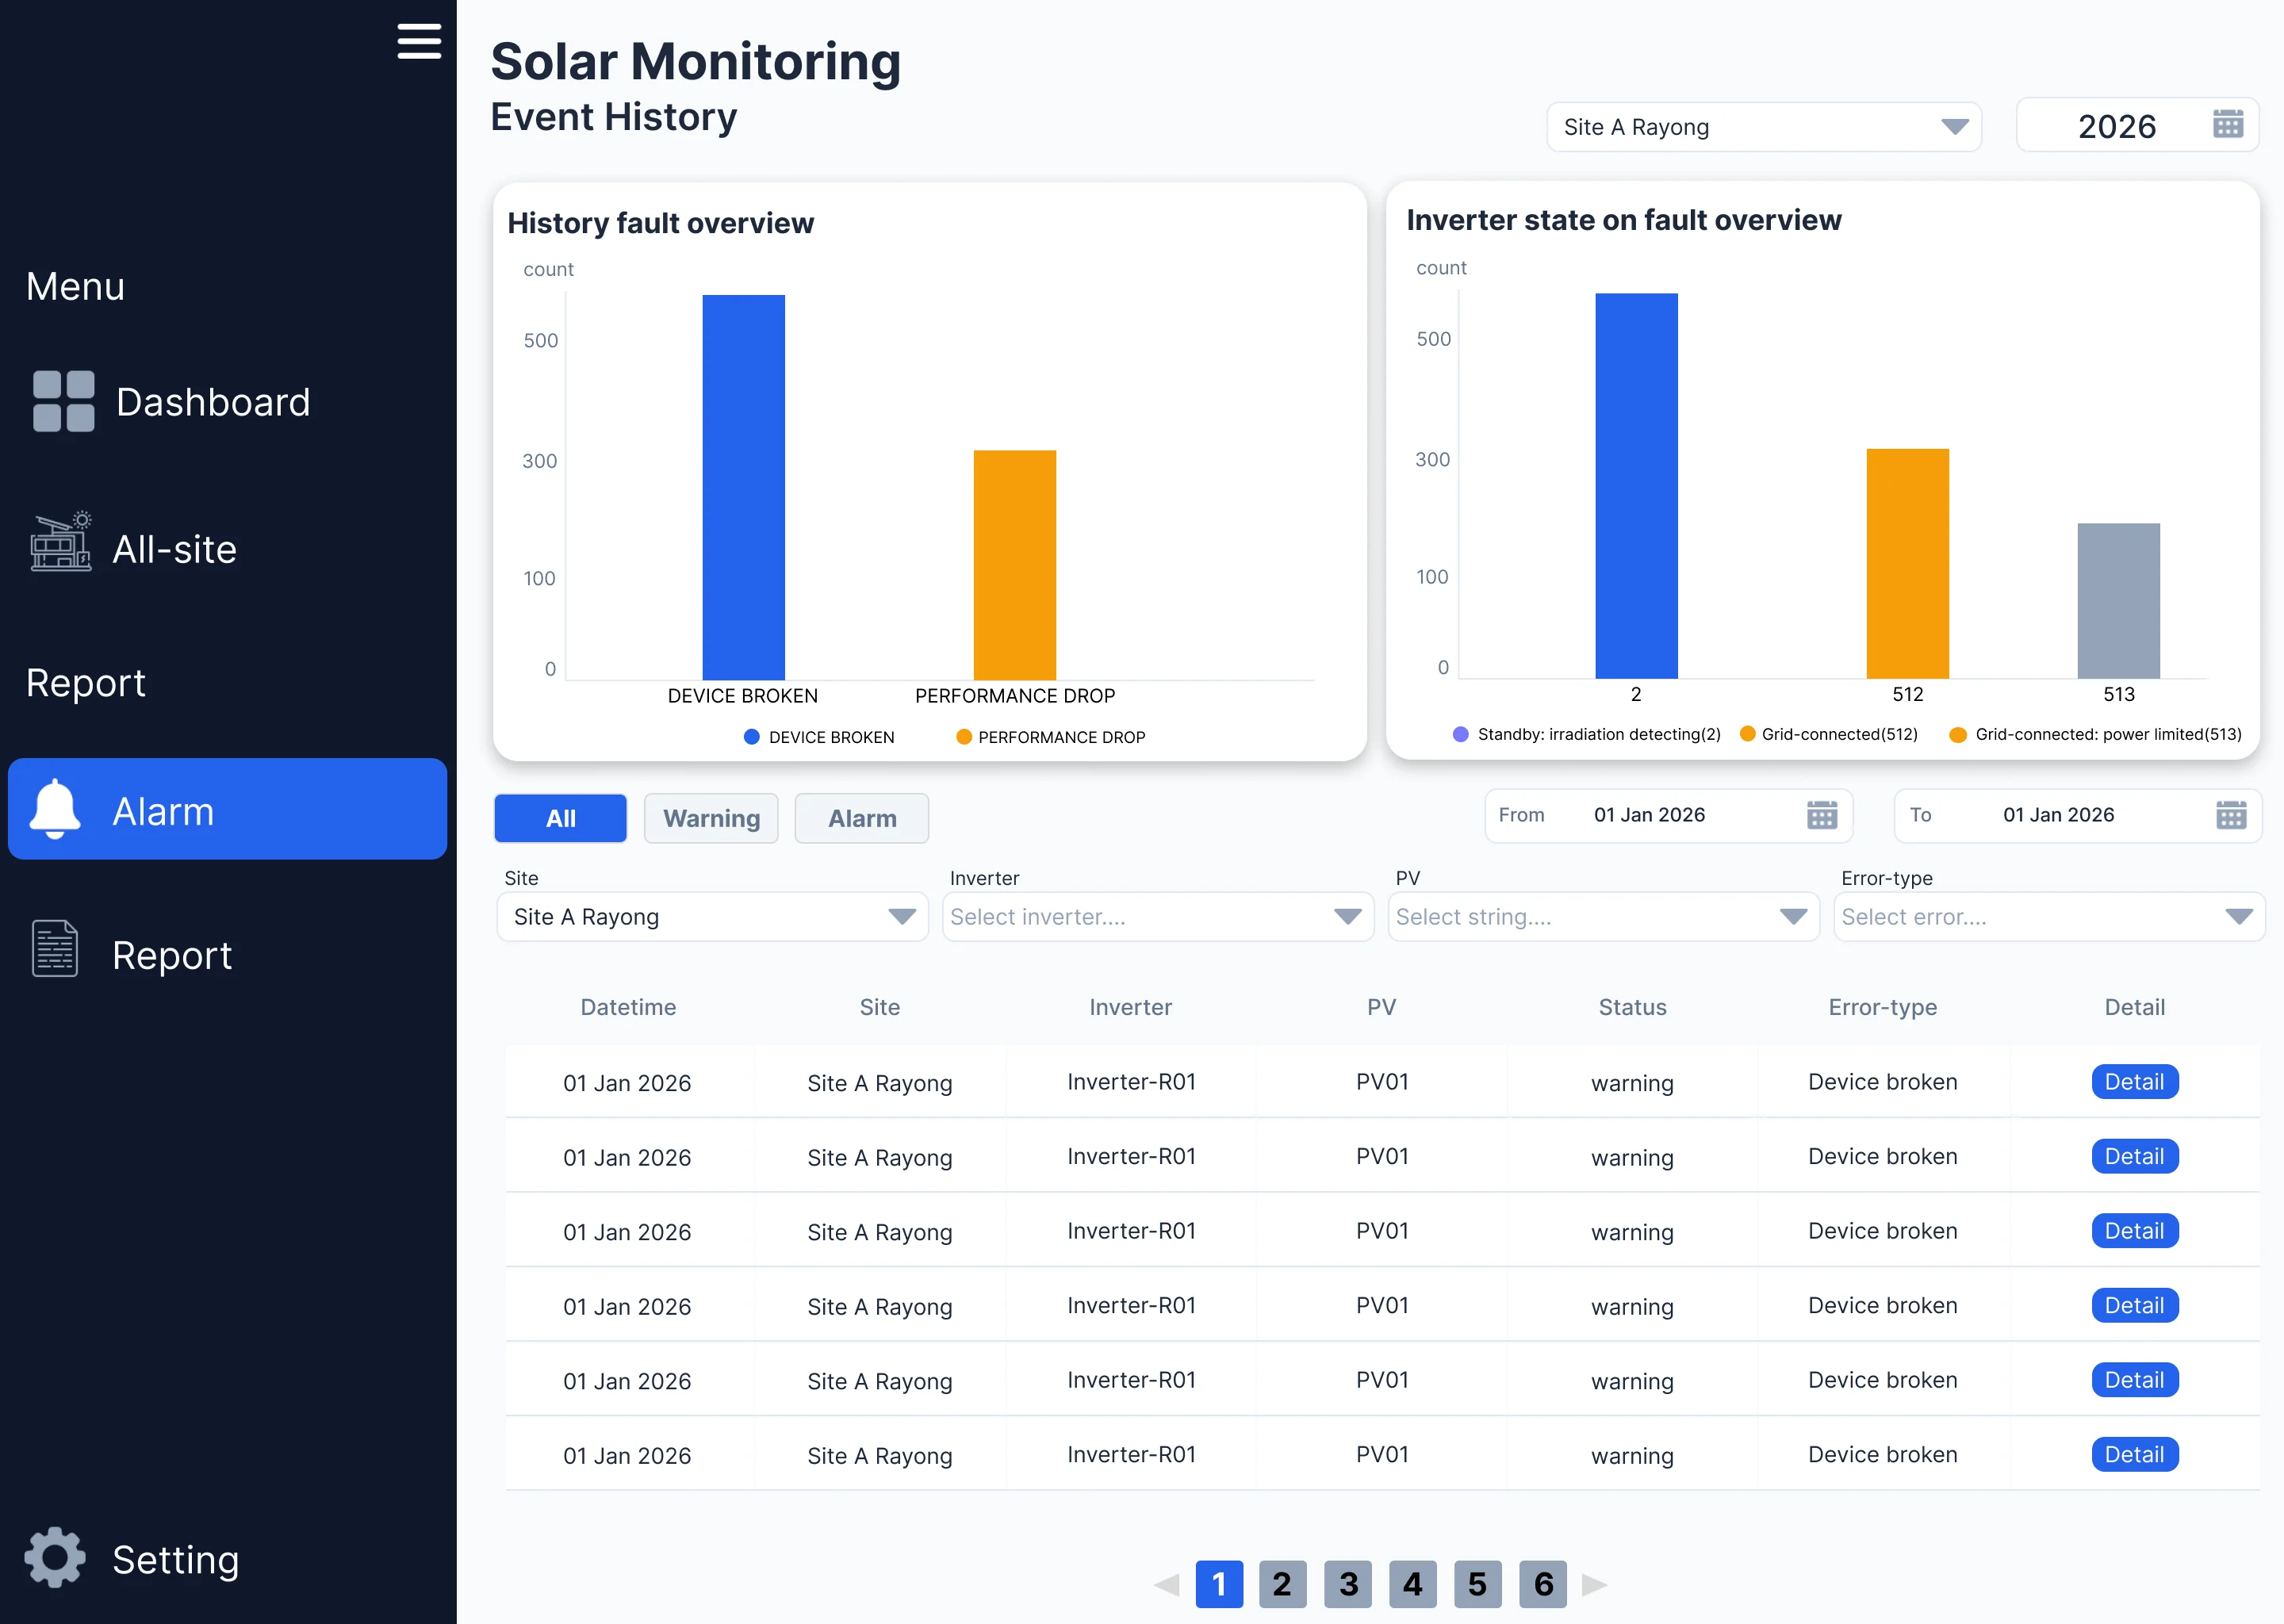 Solar Monitoring
Event History
Site A Rayong
2026
Menu
Dashboard
All-site
Report
Alarm
Report
Setting
History fault overview
count
500
300
100
0
DEVICE BROKEN PERFORMANCE DROP
DEVICE BROKEN PERFORMANCE DROP
Inverter state on fault overview
count
500
300
100
0
2 512 513
Standby: irradiation detecting(2) Grid-connected(512) Grid-connected: power limited(513)
All Warning Alarm
From 01 Jan 2026 To 01 Jan 2026
Site Inverter PV Error-type
Site A Rayong Select inverter.... Select string.... Select error....
Datetime Site Inverter PV Status Error-type Detail
01 Jan 2026 Site A Rayong Inverter-R01 PV01 warning Device broken Detail
01 Jan 2026 Site A Rayong Inverter-R01 PV01 warning Device broken Detail
01 Jan 2026 Site A Rayong Inverter-R01 PV01 warning Device broken Detail
01 Jan 2026 Site A Rayong Inverter-R01 PV01 warning Device broken Detail
01 Jan 2026 Site A Rayong Inverter-R01 PV01 warning Device broken Detail
01 Jan 2026 Site A Rayong Inverter-R01 PV01 warning Device broken Detail
1 2 3 4 5 6